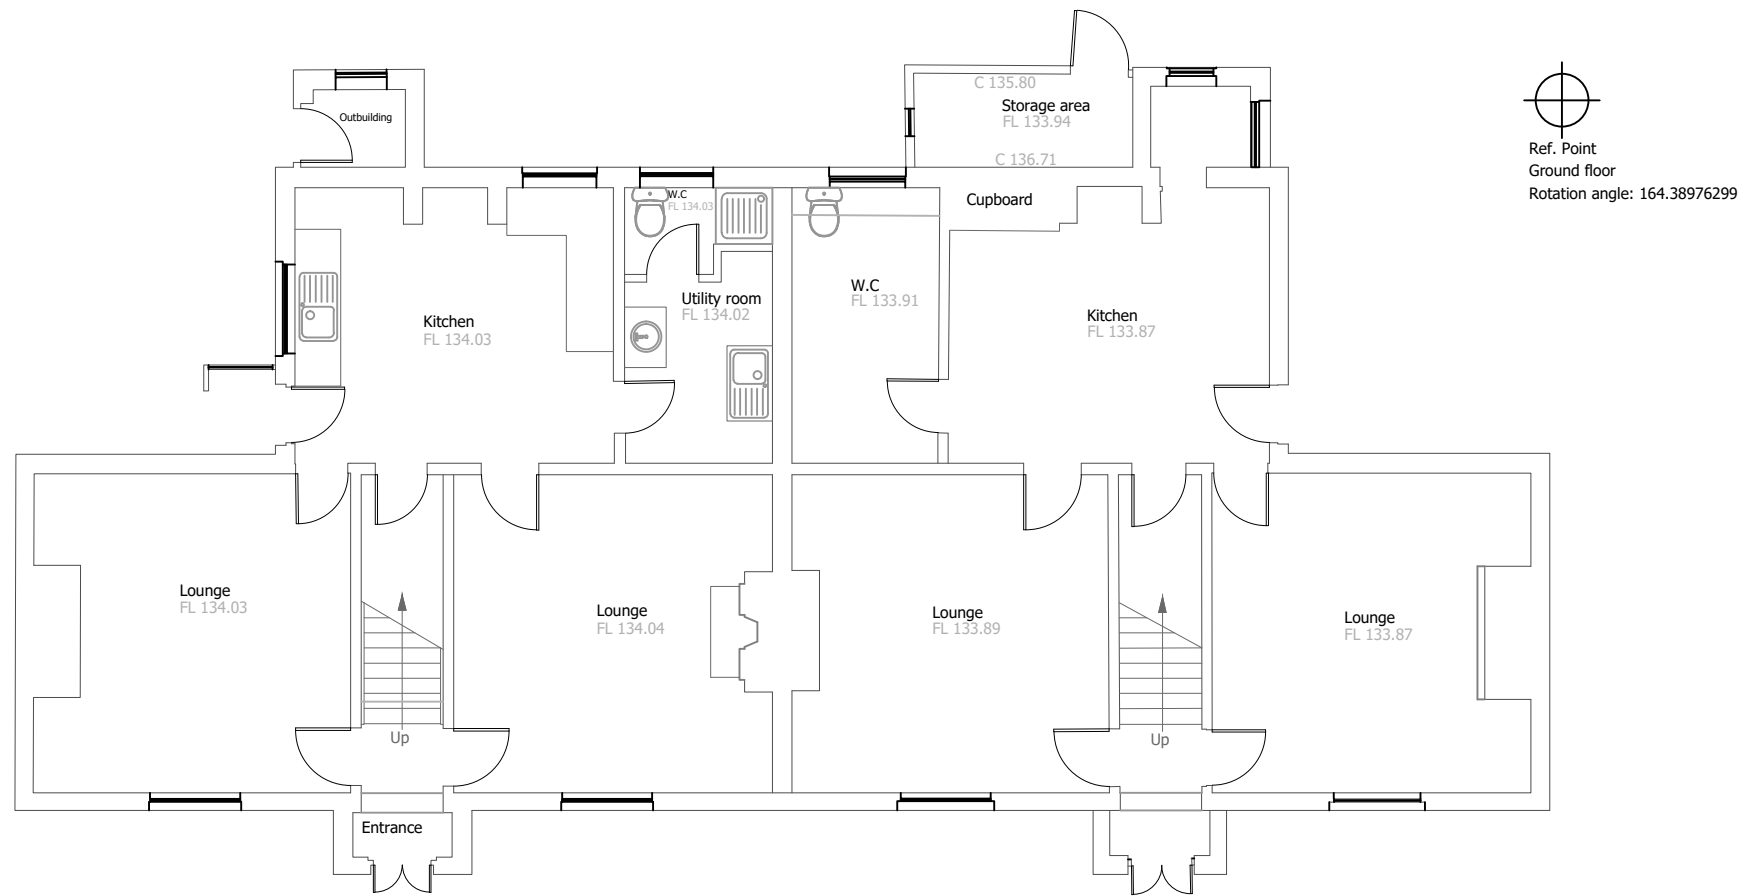 C 135.80
Storage area
FL 133.94
C 136.71
Outbuilding
Ref. Point
Ground floor
Rotation angle: 164.38976299
W.C
FL 134.03
Cupboard
Utility room
FL 134.02
W.C
FL 133.91
Kitchen
FL 134.03
Kitchen
FL 133.87
Lounge
FL 134.03
Lounge
FL 134.04
Lounge
FL 133.89
Lounge
FL 133.87
Up
Up
Entrance